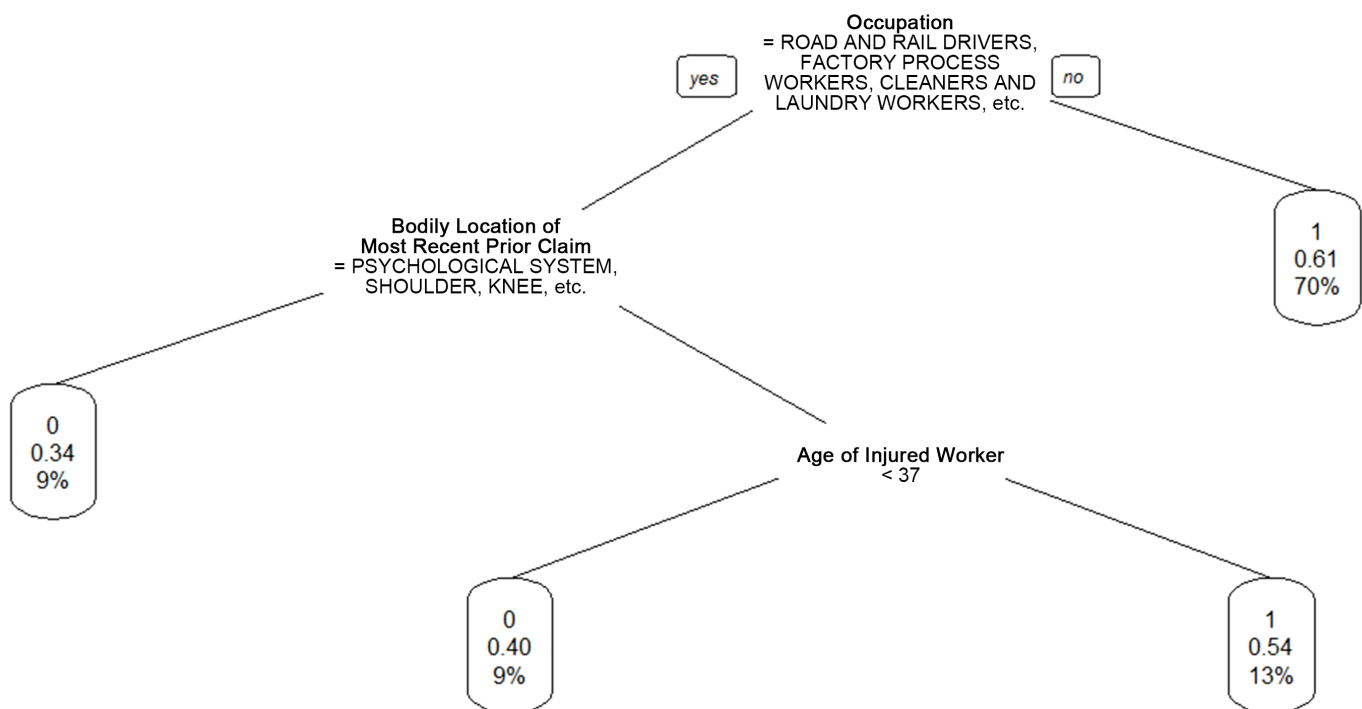 Occupation
= ROAD AND RAIL DRIVERS,
FACTORY PROCESS
WORKERS, CLEANERS AND
LAUNDRY WORKERS, etc.
yes
no
1
0.61
70%
Bodily Location of
Most Recent Prior Claim
= PSYCHOLOGICAL SYSTEM,
SHOULDER, KNEE, etc.
0
0.34
9%
Age of Injured Worker
< 37
0
0.40
9%
1
0.54
13%